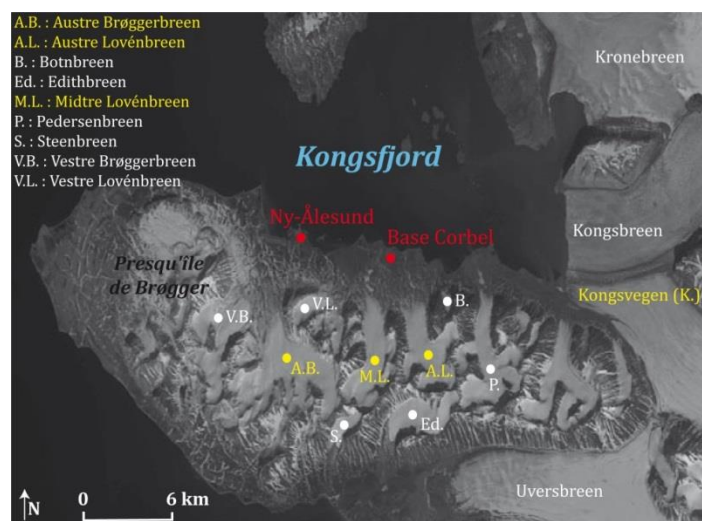 A.B. : Austre Brøggerbreen
A.L. : Austre Lovénbreen
B. : Botnbreen
Ed. : Edithbreen
M.L. : Midtre Lovénbreen
P. : Pedersenbreen
S. : Steenbreen
V.B. : Vestre Brøggerbreen
V.L. : Vestre Lovénbreen
Kronebreen
Kongsfjord
Ny-Ålesund
Base Corbel
Kongsbreen
Presqu'île
de Brøgger
Kongsvegen (K.)
V.B.
V.L.
B.
A.B.
M.L.
A.L.
P.
S.
Ed.
Uversbreen
N
0 6 km